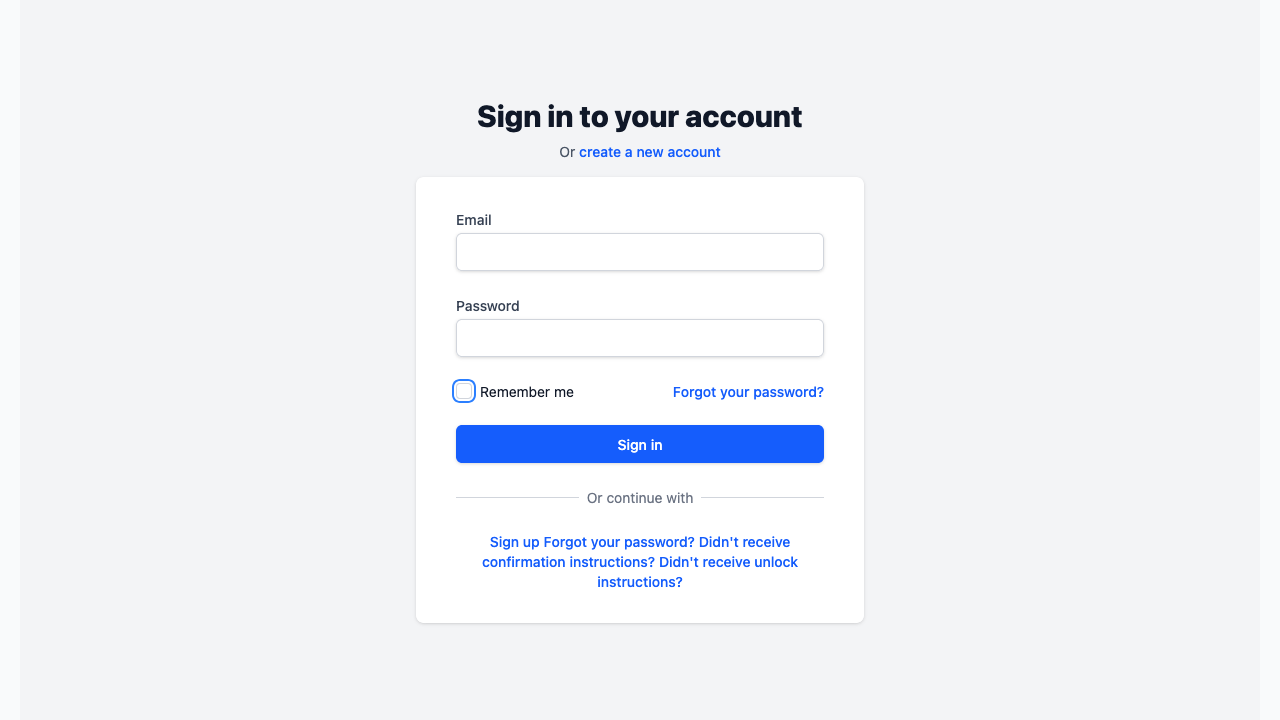 Sign in to your account
Or create a new account
Email
Password
Remember me
Forgot your password?
Sign in
Or continue with
Sign up Forgot your password? Didn't receive
confirmation instructions? Didn't receive unlock
instructions?